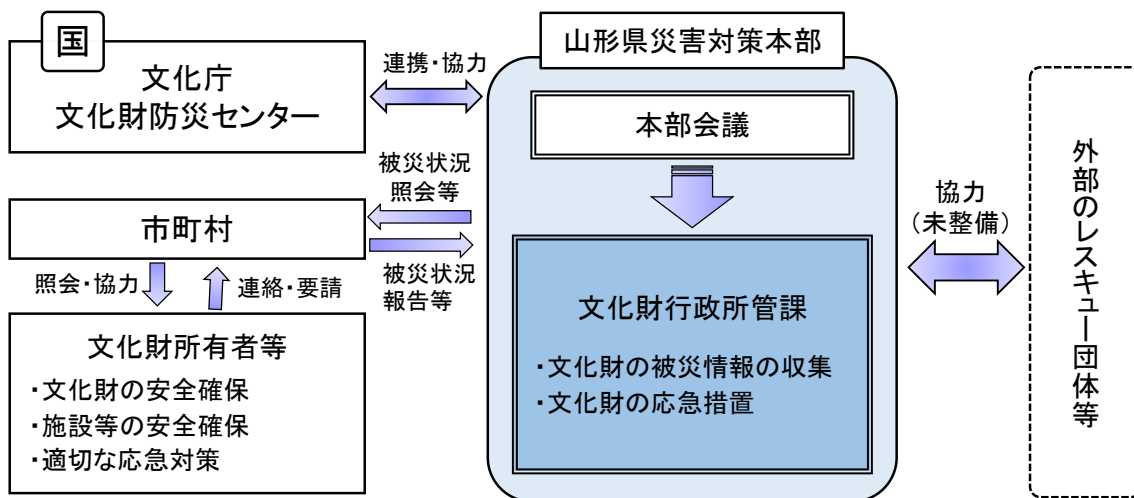 国
文化庁
文化財防災センター
連携・協力
山形県災害対策本部
本部会議
被災状況
照会等
市町村
被災状況
報告等
照会・協力
連絡・要請
文化財所有者等
・文化財の安全確保
・施設等の安全確保
・適切な応急対策
文化財行政所管課
・文化財の被災情報の収集
・文化財の応急措置
協力
（未整備）
外部のレスキュー団体等